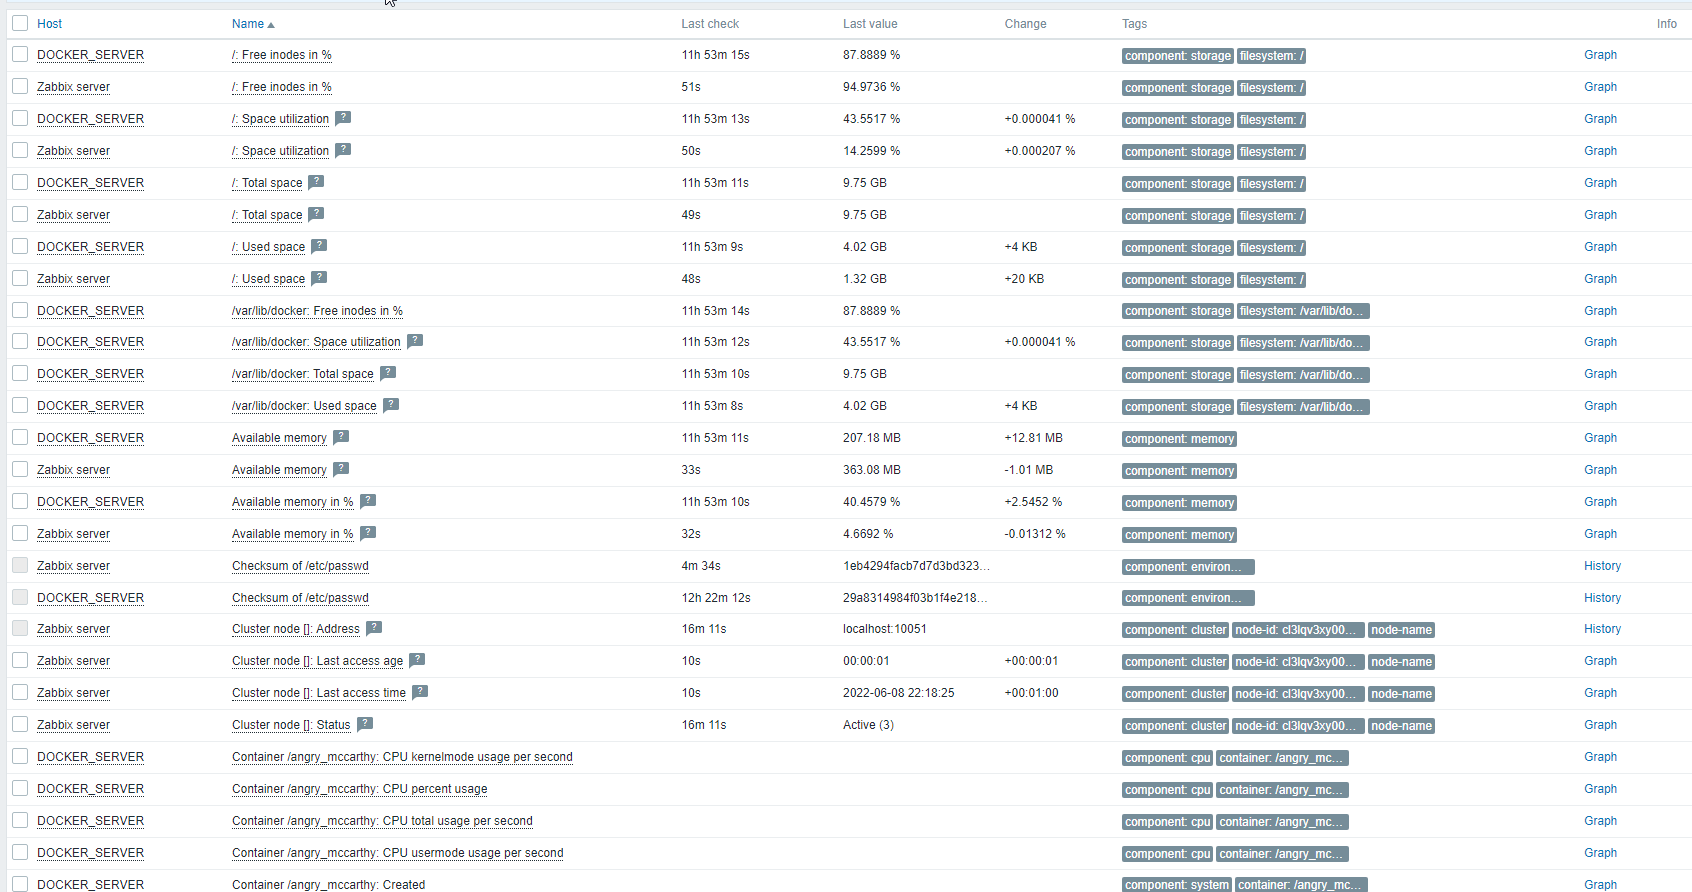 Host Name Last check Last value Change Tags Info
DOCKER_SERVER /: Free inodes in % 11h 53m 15s 87.8889 % component: storage filesystem: / Graph
Zabbix server /: Free inodes in % 51s 94.9736 % component: storage filesystem: / Graph
DOCKER_SERVER /: Space utilization ? 11h 53m 13s 43.5517 % +0.000041 % component: storage filesystem: / Graph
Zabbix server /: Space utilization ? 50s 14.2599 % +0.000207 % component: storage filesystem: / Graph
DOCKER_SERVER /: Total space ? 11h 53m 11s 9.75 GB component: storage filesystem: / Graph
Zabbix server /: Total space ? 49s 9.75 GB component: storage filesystem: / Graph
DOCKER_SERVER /: Used space ? 11h 53m 9s 4.02 GB +4 KB component: storage filesystem: / Graph
Zabbix server /: Used space ? 48s 1.32 GB +20 KB component: storage filesystem: / Graph
DOCKER_SERVER /var/lib/docker: Free inodes in % 11h 53m 14s 87.8889 % component: storage filesystem: /var/lib/do... Graph
DOCKER_SERVER /var/lib/docker: Space utilization ? 11h 53m 12s 43.5517 % +0.000041 % component: storage filesystem: /var/lib/do... Graph
DOCKER_SERVER /var/lib/docker: Total space ? 11h 53m 10s 9.75 GB component: storage filesystem: /var/lib/do... Graph
DOCKER_SERVER /var/lib/docker: Used space ? 11h 53m 8s 4.02 GB +4 KB component: storage filesystem: /var/lib/do... Graph
DOCKER_SERVER Available memory ? 11h 53m 11s 207.18 MB +12.81 MB component: memory Graph
Zabbix server Available memory ? 33s 363.08 MB -1.01 MB component: memory Graph
DOCKER_SERVER Available memory in % ? 11h 53m 10s 40.4579 % +2.5452 % component: memory Graph
Zabbix server Available memory in % ? 32s 4.6692 % -0.01312 % component: memory Graph
Zabbix server Checksum of /etc/passwd 4m 34s 1eb4294facb7d7d3bd323... component: environ... History
DOCKER_SERVER Checksum of /etc/passwd 12h 22m 12s 29a8314984f03b1f4e218... component: environ... History
Zabbix server Cluster node []: Address ? 16m 11s localhost:10051 component: cluster node-id: cl3lqv3xy00... node-name History
Zabbix server Cluster node []: Last access age ? 10s 00:00:01 +00:00:01 component: cluster node-id: cl3lqv3xy00... node-name Graph
Zabbix server Cluster node []: Last access time ? 10s 2022-06-08 22:18:25 +00:01:00 component: cluster node-id: cl3lqv3xy00... node-name Graph
Zabbix server Cluster node []: Status ? 16m 11s Active (3) component: cluster node-id: cl3lqv3xy00... node-name Graph
DOCKER_SERVER Container /angry_mccarthy: CPU kernelmode usage per second component: cpu container: /angry_mc... Graph
DOCKER_SERVER Container /angry_mccarthy: CPU percent usage component: cpu container: /angry_mc... Graph
DOCKER_SERVER Container /angry_mccarthy: CPU total usage per second component: cpu container: /angry_mc... Graph
DOCKER_SERVER Container /angry_mccarthy: CPU usermode usage per second component: cpu container: /angry_mc... Graph
DOCKER_SERVER Container /angry_mccarthy: Created component: system container: /angry_mc... Graph